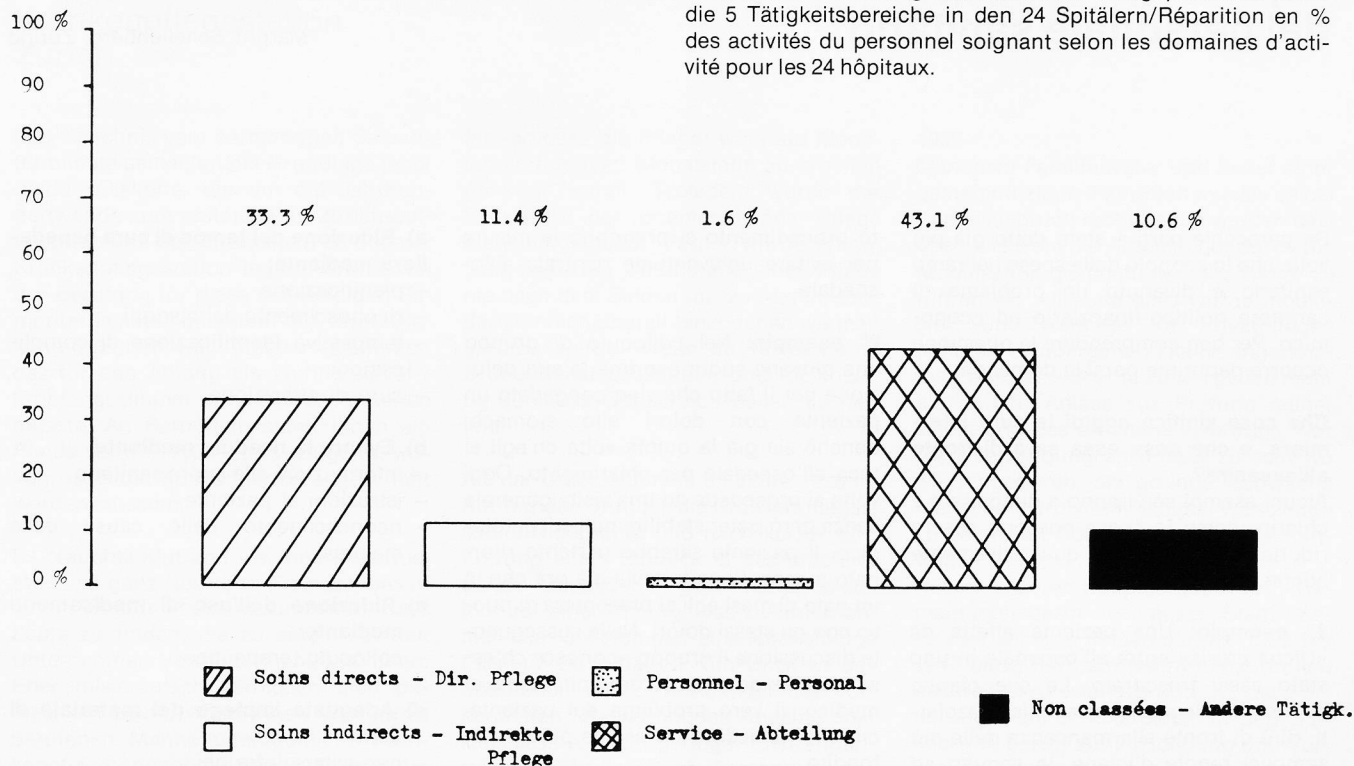 die 5 Tätigkeitsbereiche in den 24 Spitälern/Réparition en %
des activités du personnel soignant selon les domaines d'acti-
vité pour les 24 hôpitaux.
100 %
90
80
70
60
50
40
30
20
10
0 %
33.3 %
11.4 %
1.6 %
43.1 %
10.6 %
Soins directs - Dir. Pflege
Soins indirects - Indirekte
Pflege
Personnel - Personal
Service - Abteilung
Non classées - Andere Tätigk.